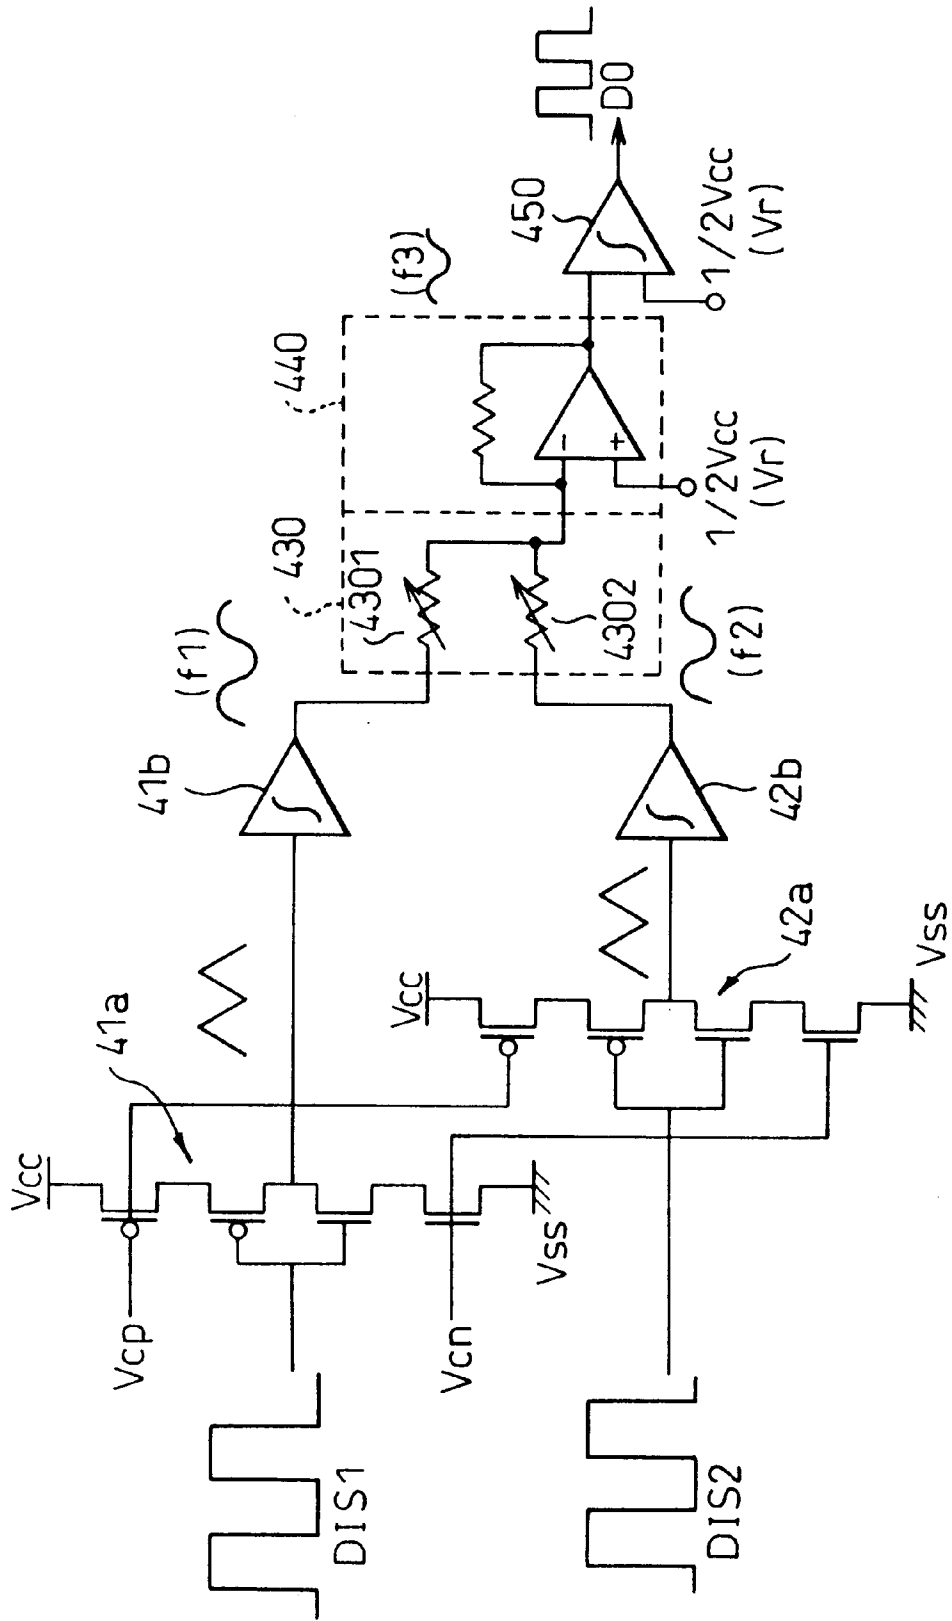 DIS1
DIS2
Vcp
Vcn
Vcc
Vss
41a
Vcc
Vss
42a
41b
42b
(f1)
(f2)
430
4301
4302
440
-
+
1/2Vcc
(Vr)
(f3)
450
1/2Vcc
(Vr)
DO